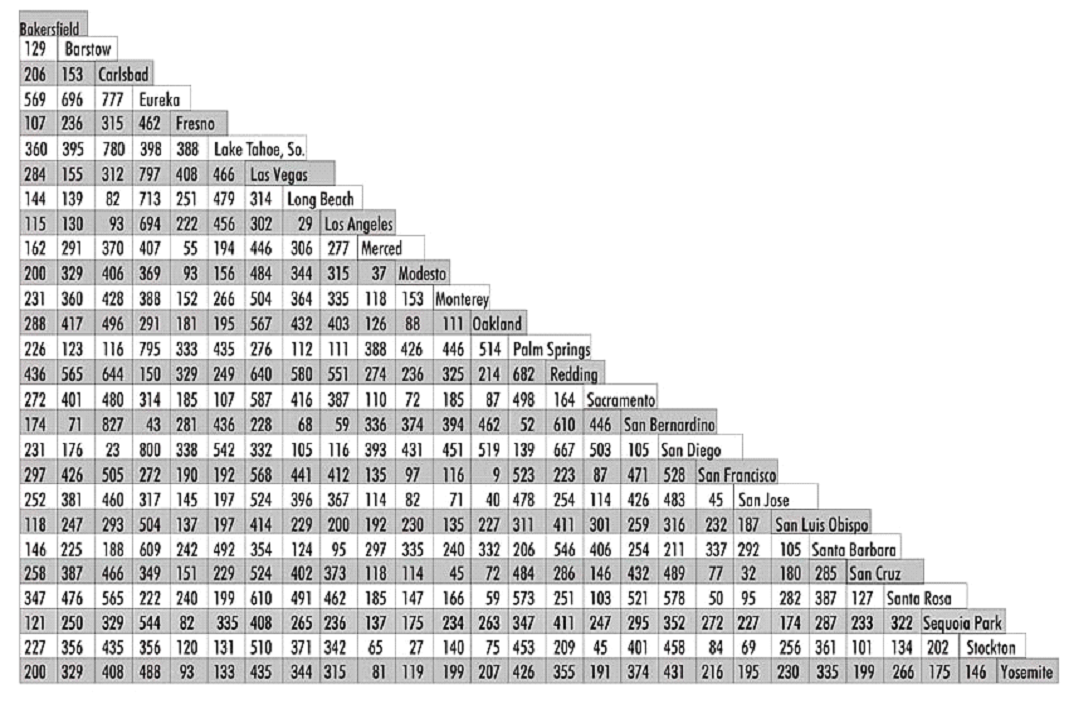 Bakersfield
129 Barstow
206 153 Carlsbad
569 696 777 Eureka
107 236 315 462 Fresno
360 395 780 398 388 Lake Tahoe, So.
284 155 312 797 408 466 Las Vegas
144 139 82 713 251 479 314 Long Beach
115 130 93 694 222 456 302 29 Los Angeles
162 291 370 407 55 194 446 306 277 Merced
200 329 406 369 93 156 484 344 315 37 Modesto
231 360 428 388 152 266 504 364 335 118 153 Monterey
288 417 496 291 181 195 567 432 403 126 88 111 Oakland
226 123 116 795 333 435 276 112 111 388 426 446 514 Palm Springs
436 565 644 150 329 249 640 580 551 274 236 325 214 682 Redding
272 401 480 314 185 107 587 416 387 110 72 185 87 498 164 Sacramento
174 71 827 43 281 436 228 68 59 336 374 394 462 52 610 446 San Bernardino
231 176 23 800 338 542 332 105 116 393 431 451 519 139 667 503 105 San Diego
297 426 505 272 190 192 568 441 412 135 97 116 9 523 223 87 471 528 San Francisco
252 381 460 317 145 197 524 396 367 114 82 71 40 478 254 114 426 483 45 San Jose
118 247 293 504 137 197 414 229 200 192 230 135 227 311 411 301 259 316 232 187 San Luis Obispo
146 225 188 609 242 492 354 124 95 297 335 240 332 206 546 406 254 211 337 292 105 Santa Barbara
258 387 466 349 151 229 524 402 373 118 114 45 72 484 286 146 432 489 77 32 180 285 San Cruz
347 476 565 222 240 199 610 491 462 185 147 166 59 573 251 103 521 578 50 95 282 387 127 Santa Rosa
121 250 329 544 82 335 408 265 236 137 175 234 263 347 411 247 295 352 272 227 174 287 233 322 Sequoia Park
227 356 435 356 120 131 510 371 342 65 27 140 75 453 209 45 401 458 84 69 256 361 101 134 202 Stockton
200 329 408 488 93 133 435 344 315 81 119 199 207 426 355 191 374 431 216 195 230 335 199 266 175 146 Yosemite